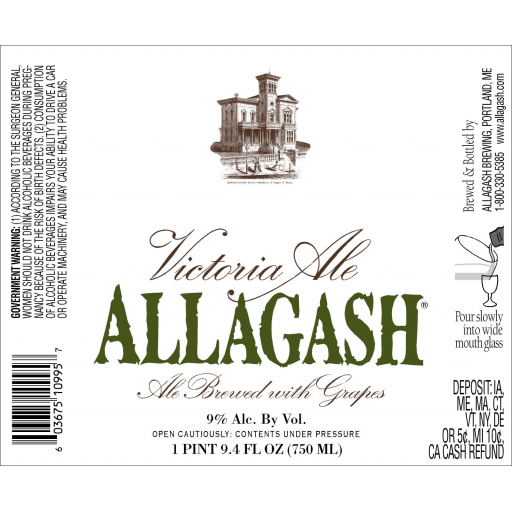 GOVERNMENT WARNING: (1) ACCORDING TO THE SURGEON GENERAL,
WOMEN SHOULD NOT DRINK ALCOHOLIC BEVERAGES DURING PREG-
NANCY BECAUSE OF THE RISK OF BIRTH DEFECTS. (2) CONSUMPTION
OF ALCOHOLIC BEVERAGES IMPAIRS YOUR ABILITY TO DRIVE A CAR
OR OPERATE MACHINERY, AND MAY CAUSE HEALTH PROBLEMS.
6 03675 10995 7
Victoria Ale
ALLAGASH®
Ale Brewed with Grapes
9% Alc. By Vol.
OPEN CAUTIOUSLY: CONTENTS UNDER PRESSURE
1 PINT 9.4 FL OZ (750 ML)
Brewed & Bottled by
ALLAGASH BREWING, PORTLAND, ME
1-800-330-5385 www.allagash.com
Pour slowly
into wide
mouth glass
DEPOSIT: IA,
ME, MA, CT,
VT, NY, DE
OR 5¢, MI 10¢,
CA CASH REFUND